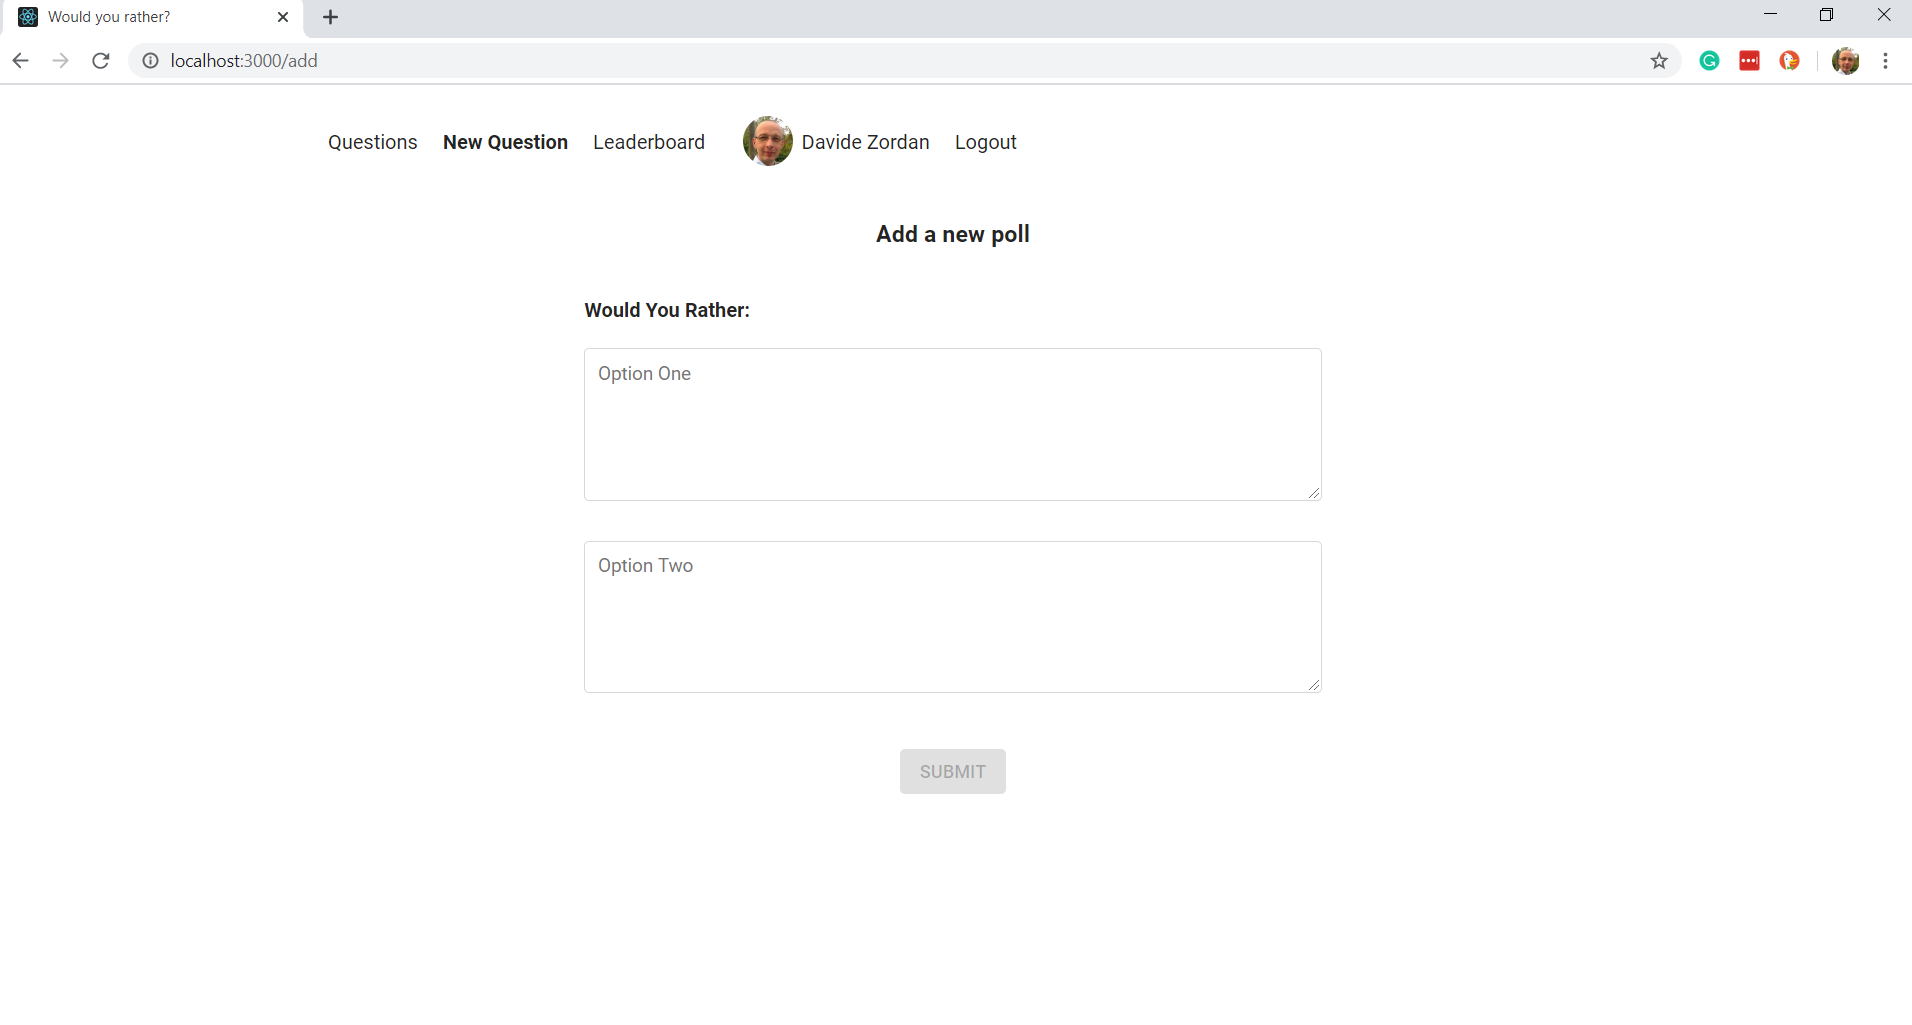 Would you rather?
localhost:3000/add
Questions New Question Leaderboard Davide Zordan Logout
Add a new poll
Would You Rather:
Option One
Option Two
SUBMIT